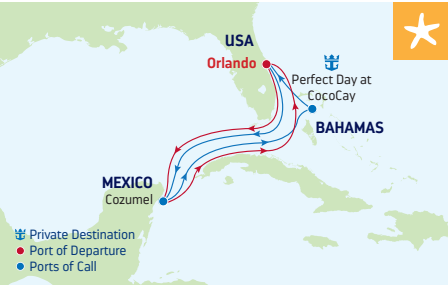 USA
Orlando
Perfect Day at
CocoCay
BAHAMAS
MEXICO
Cozumel
Private Destination
Port of Departure
Ports of Call